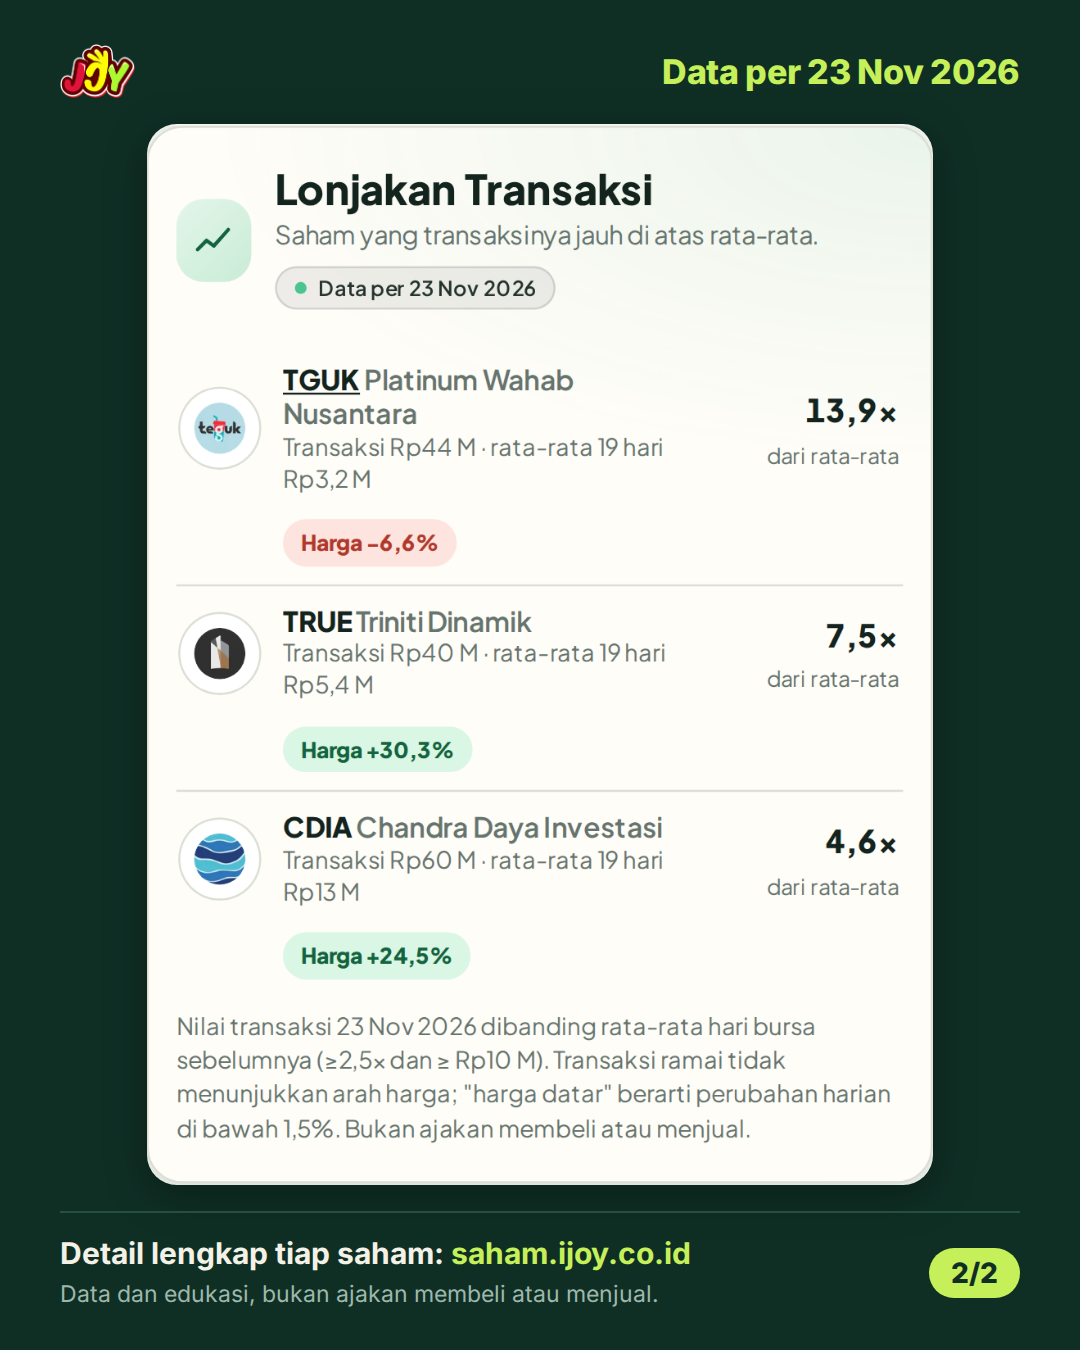 JOY
Data per 23 Nov 2026
Lonjakan Transaksi
Saham yang transaksinya jauh di atas rata-rata.
Data per 23 Nov 2026
TGUK Platinum Wahab
Nusantara
Transaksi Rp44 M · rata-rata 19 hari
Rp3,2 M
Harga -6,6%
teguk
13,9×
dari rata-rata
TRUE Triniti Dinamik
Transaksi Rp40 M · rata-rata 19 hari
Rp5,4 M
Harga +30,3%
7,5×
dari rata-rata
CDIA Chandra Daya Investasi
Transaksi Rp60 M · rata-rata 19 hari
Rp13 M
Harga +24,5%
4,6×
dari rata-rata
Nilai transaksi 23 Nov 2026 dibanding rata-rata hari bursa
sebelumnya (≥2,5× dan ≥ Rp10 M). Transaksi ramai tidak
menunjukkan arah harga; "harga datar" berarti perubahan harian
di bawah 1,5%. Bukan ajakan membeli atau menjual.
Detail lengkap tiap saham: saham.ijoy.co.id
Data dan edukasi, bukan ajakan membeli atau menjual.
2/2